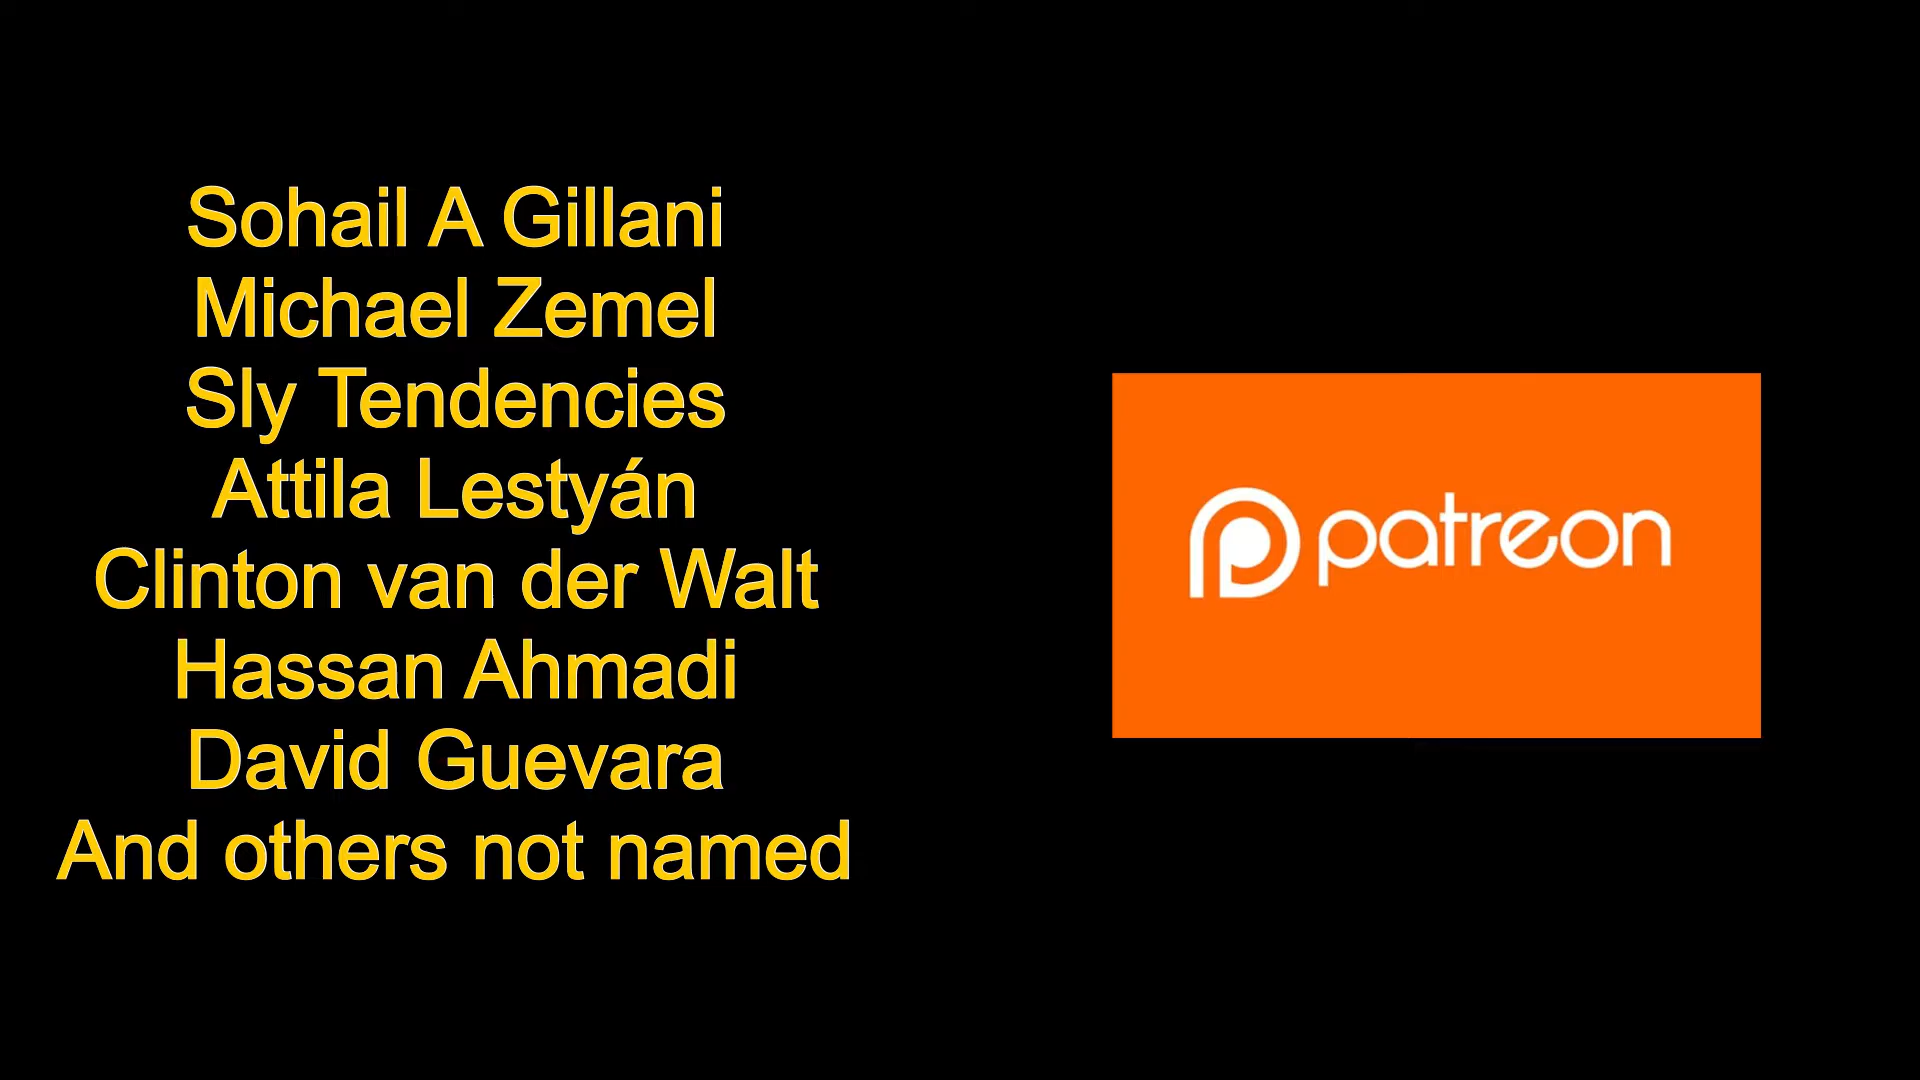 Sohail A Gillani
Michael Zemel
Sly Tendencies
Attila Lestyán
Clinton van der Walt
Hassan Ahmadi
David Guevara
And others not named
patreon